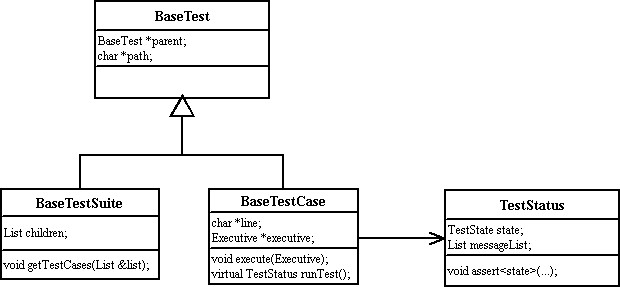 BaseTest
BaseTest *parent;
char *path;
BaseTestSuite
List children;
void getTestCases(List &list);
BaseTestCase
char *line;
Executive *executive;
void execute(Executive);
virtual TestStatus runTest();
TestStatus
TestState state;
List messageList;
void assert<state>(...);